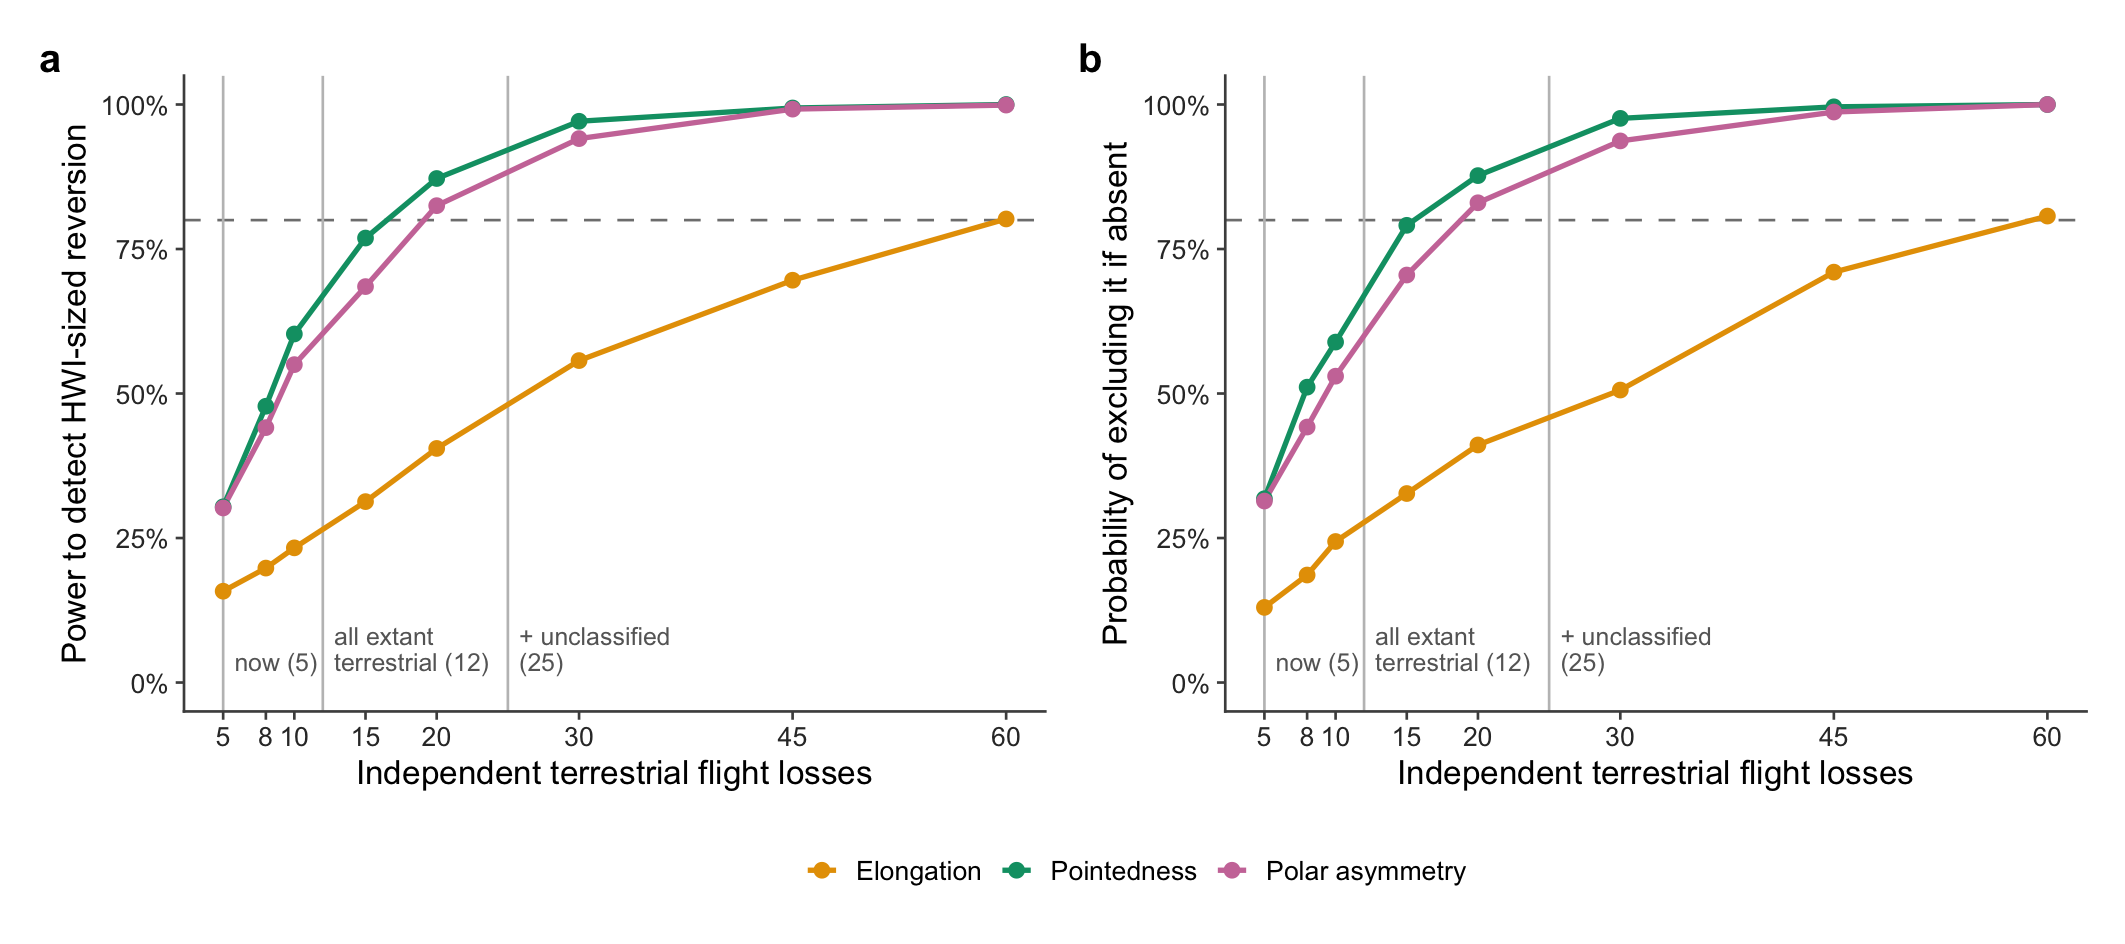 a
Power to detect HWI-sized reversion
100%
75%
50%
25%
0%
now (5)
all extant
terrestrial (12)
+ unclassified
(25)
5 8 10 15 20 30 45 60
Independent terrestrial flight losses
b
Probability of excluding it if absent
100%
75%
50%
25%
0%
now (5)
all extant
terrestrial (12)
+ unclassified
(25)
5 8 10 15 20 30 45 60
Independent terrestrial flight losses
Elongation Pointedness Polar asymmetry